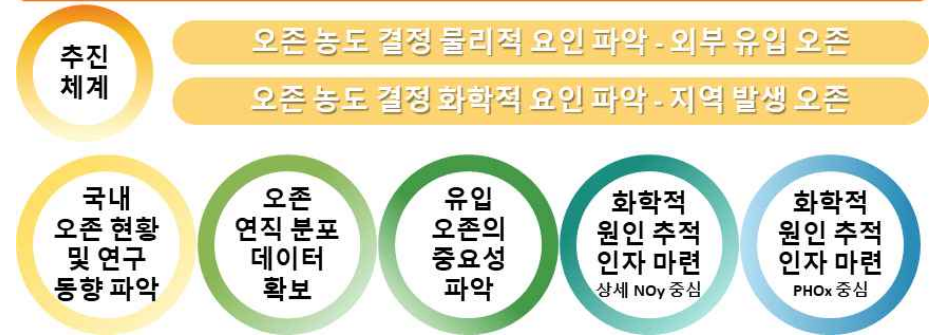 추진
체계
오존 농도 결정 물리적 요인 파악 - 외부 유입 오존
오존 농도 결정 화학적 요인 파악 - 지역 발생 오존
국내
오존 현황
및 연구
동향 파악
오존
연직 분포
데이터
확보
유입
오존의
중요성
파악
화학적
원인 추적
인자 마련
상세 NOy 중심
화학적
원인 추적
인자 마련
PHOx 중심